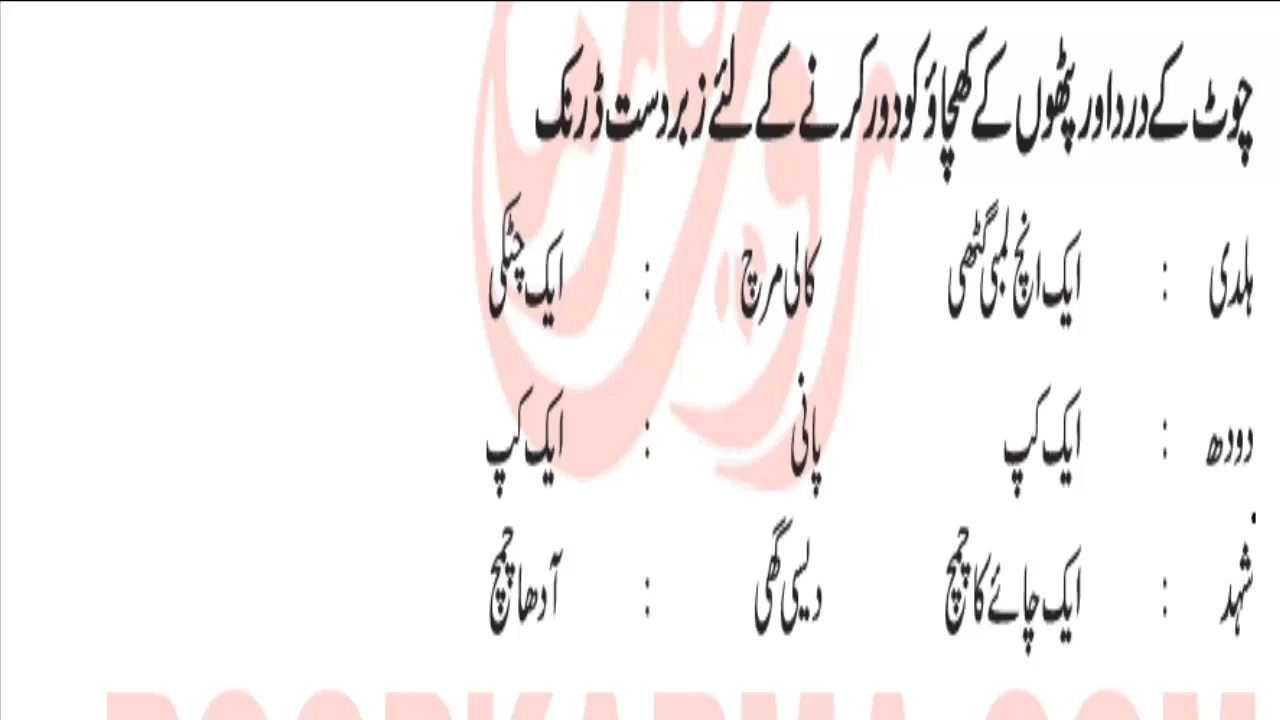 چوٹ کے درد اور پٹھوں کے کھچاؤ کو دور کرنے کے لئے زبردست ڈرنک
ہلدی : ایک انچ لمبی گٹھی کالی مرچ : ایک چٹکی
دودھ : ایک کپ پانی : ایک کپ
شہد : ایک چائے کا چمچ دیسی گھی : آدھا چمچ